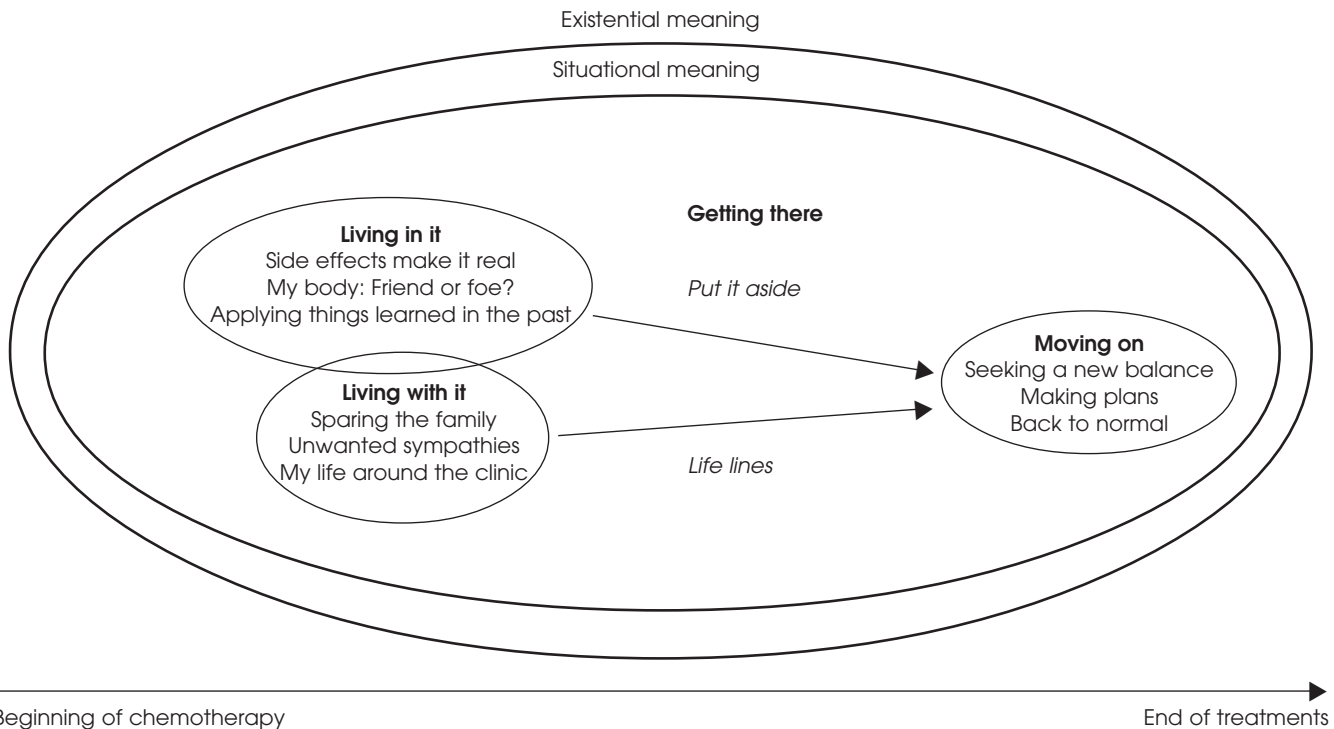 Existential meaning
Situational meaning
Getting there
Living in it
Side effects make it real
My body: Friend or foe?
Applying things learned in the past
Put it aside
Living with it
Sparing the family
Unwanted sympathies
My life around the clinic
Life lines
Moving on
Seeking a new balance
Making plans
Back to normal
Beginning of chemotherapy
End of treatments